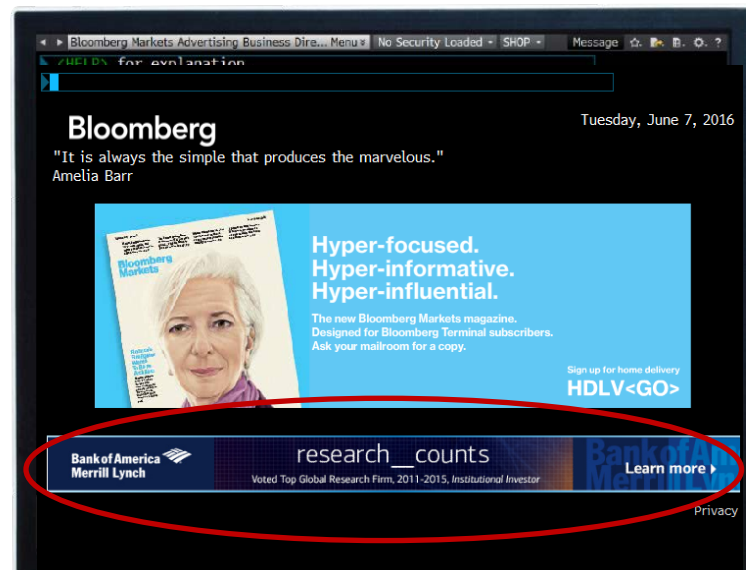 Bloomberg Markets Advertising Business Dire... Menu No Security Loaded SHOP Message ?
<HELP> for explanation
Bloomberg
Tuesday, June 7, 2016
"It is always the simple that produces the marvelous."
Amelia Barr
Bloomberg
Markets
Hyper-focused.
Hyper-informative.
Hyper-influential.
The new Bloomberg Markets magazine.
Designed for Bloomberg Terminal subscribers.
Ask your mailroom for a copy.
Sign up for home delivery
HDLV<GO>
Bank of America
Merrill Lynch
research__counts
Voted Top Global Research Firm, 2011-2015, Institutional Investor
Learn more
Privacy